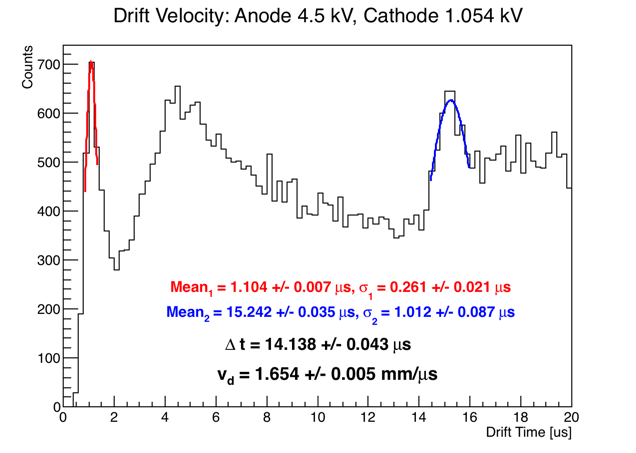 Drift Velocity: Anode 4.5 kV, Cathode 1.054 kV
Counts
700
600
500
400
300
200
100
0
Mean₁ = 1.104 +/- 0.007 μs, σ₁ = 0.261 +/- 0.021 μs
Mean₂ = 15.242 +/- 0.035 μs, σ₂ = 1.012 +/- 0.087 μs
Δ t = 14.138 +/- 0.043 μs
v_d = 1.654 +/- 0.005 mm/μs
0 2 4 6 8 10 12 14 16 18 20
Drift Time [us]